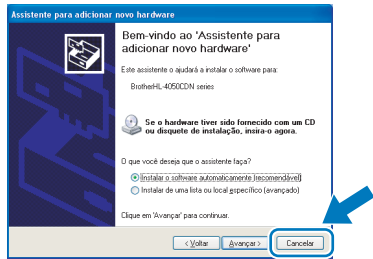 Assistente para adicionar novo hardware
Bem-vindo ao 'Assistente para
adicionar novo hardware'
Este assistente o ajudará a instalar o software para:
BrotherHL-4050CDN series
Se o hardware tiver sido fornecido com um CD
ou disquete de instalação, insira-o agora.
O que você deseja que o assistente faça?
Instalar o software automaticamente (recomendável)
Instalar de uma lista ou local específico (avançado)
Clique em 'Avançar' para continuar.
< Voltar Avançar > Cancelar